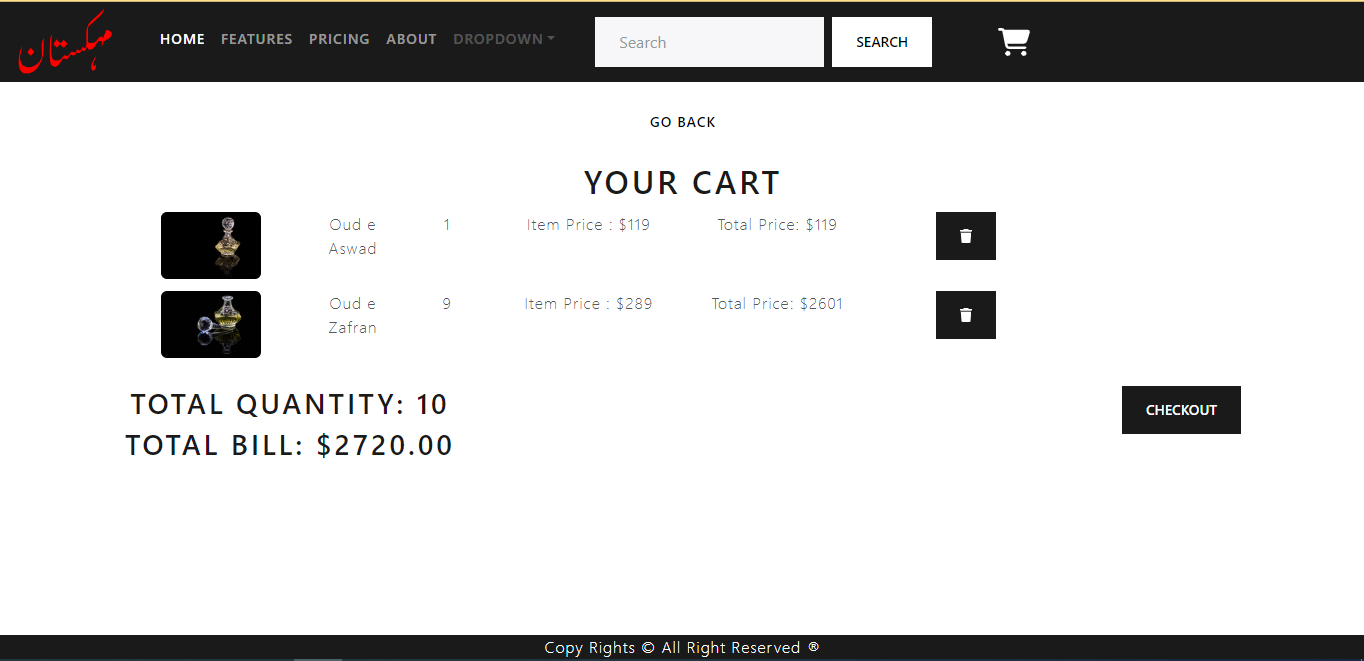 مہکستان
HOME FEATURES PRICING ABOUT DROPDOWN Search SEARCH
GO BACK
YOUR CART
Oud e Aswad 1 Item Price : $119 Total Price: $119
Oud e Zafran 9 Item Price : $289 Total Price: $2601
TOTAL QUANTITY: 10
CHECKOUT
TOTAL BILL: $2720.00
Copy Rights © All Right Reserved ®